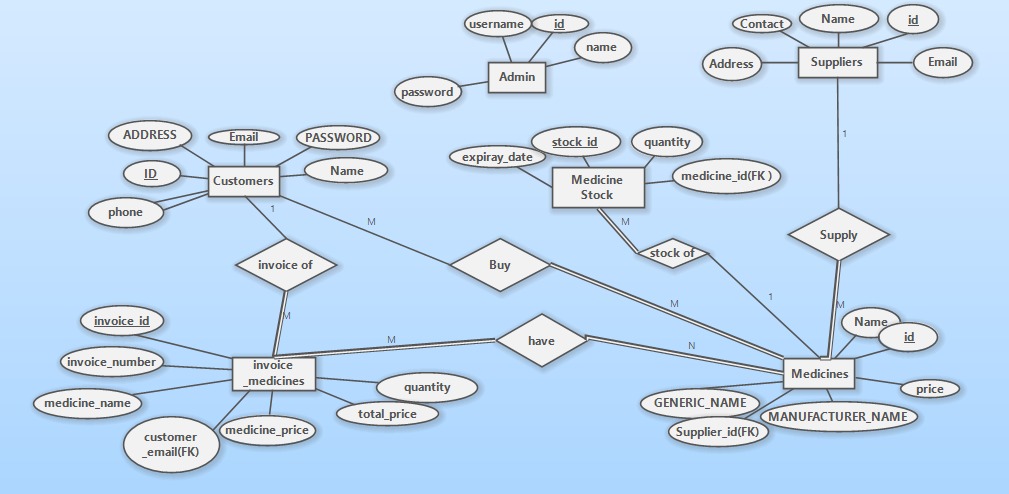 username
id
name
password
Admin
Contact
Name
id
Address
Suppliers
Email
ADDRESS
Email
PASSWORD
ID
Customers
Name
phone
expiray_date
stock_id
quantity
Medicine
Stock
medicine_id(FK )
1
M
M
1
invoice of
Buy
stock of
Supply
M
M
1
M
invoice_id
M
have
N
Name
id
invoice_number
invoice
_medicines
quantity
Medicines
price
medicine_name
total_price
GENERIC_NAME
MANUFACTURER_NAME
customer
_email(FK)
medicine_price
Supplier_id(FK)